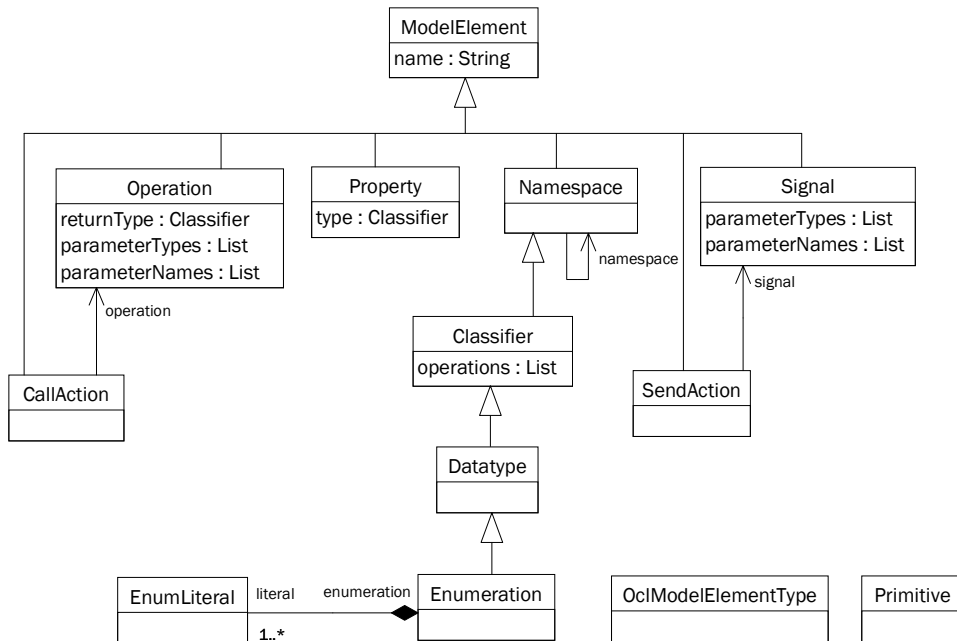 ModelElement
name : String
Operation
returnType : Classifier
parameterTypes : List
parameterNames : List
Property
type : Classifier
Namespace
namespace
Signal
parameterTypes : List
parameterNames : List
operation
signal
Classifier
operations : List
CallAction
SendAction
Datatype
EnumLiteral
literal
enumeration
1..*
Enumeration
OclModelElementType
Primitive